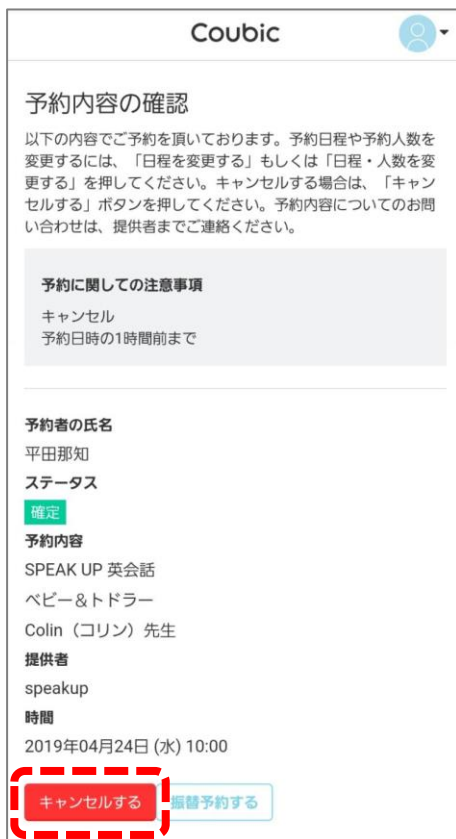 Coubic
予約内容の確認
以下の内容でご予約を頂いております。予約日程や予約人数を
変更するには、「日程を変更する」もしくは「日程・人数を変
更する」を押してください。キャンセルする場合は、「キャン
セルする」ボタンを押してください。予約内容についてのお問
い合わせは、提供者までご連絡ください。
予約に関しての注意事項
キャンセル
予約日時の1時間前まで
予約者の氏名
平田那知
ステータス
確定
予約内容
SPEAK UP 英会話
ベビー＆トドラー
Colin（コリン）先生
提供者
speakup
時間
2019年04月24日 (水) 10:00
キャンセルする 振替予約する